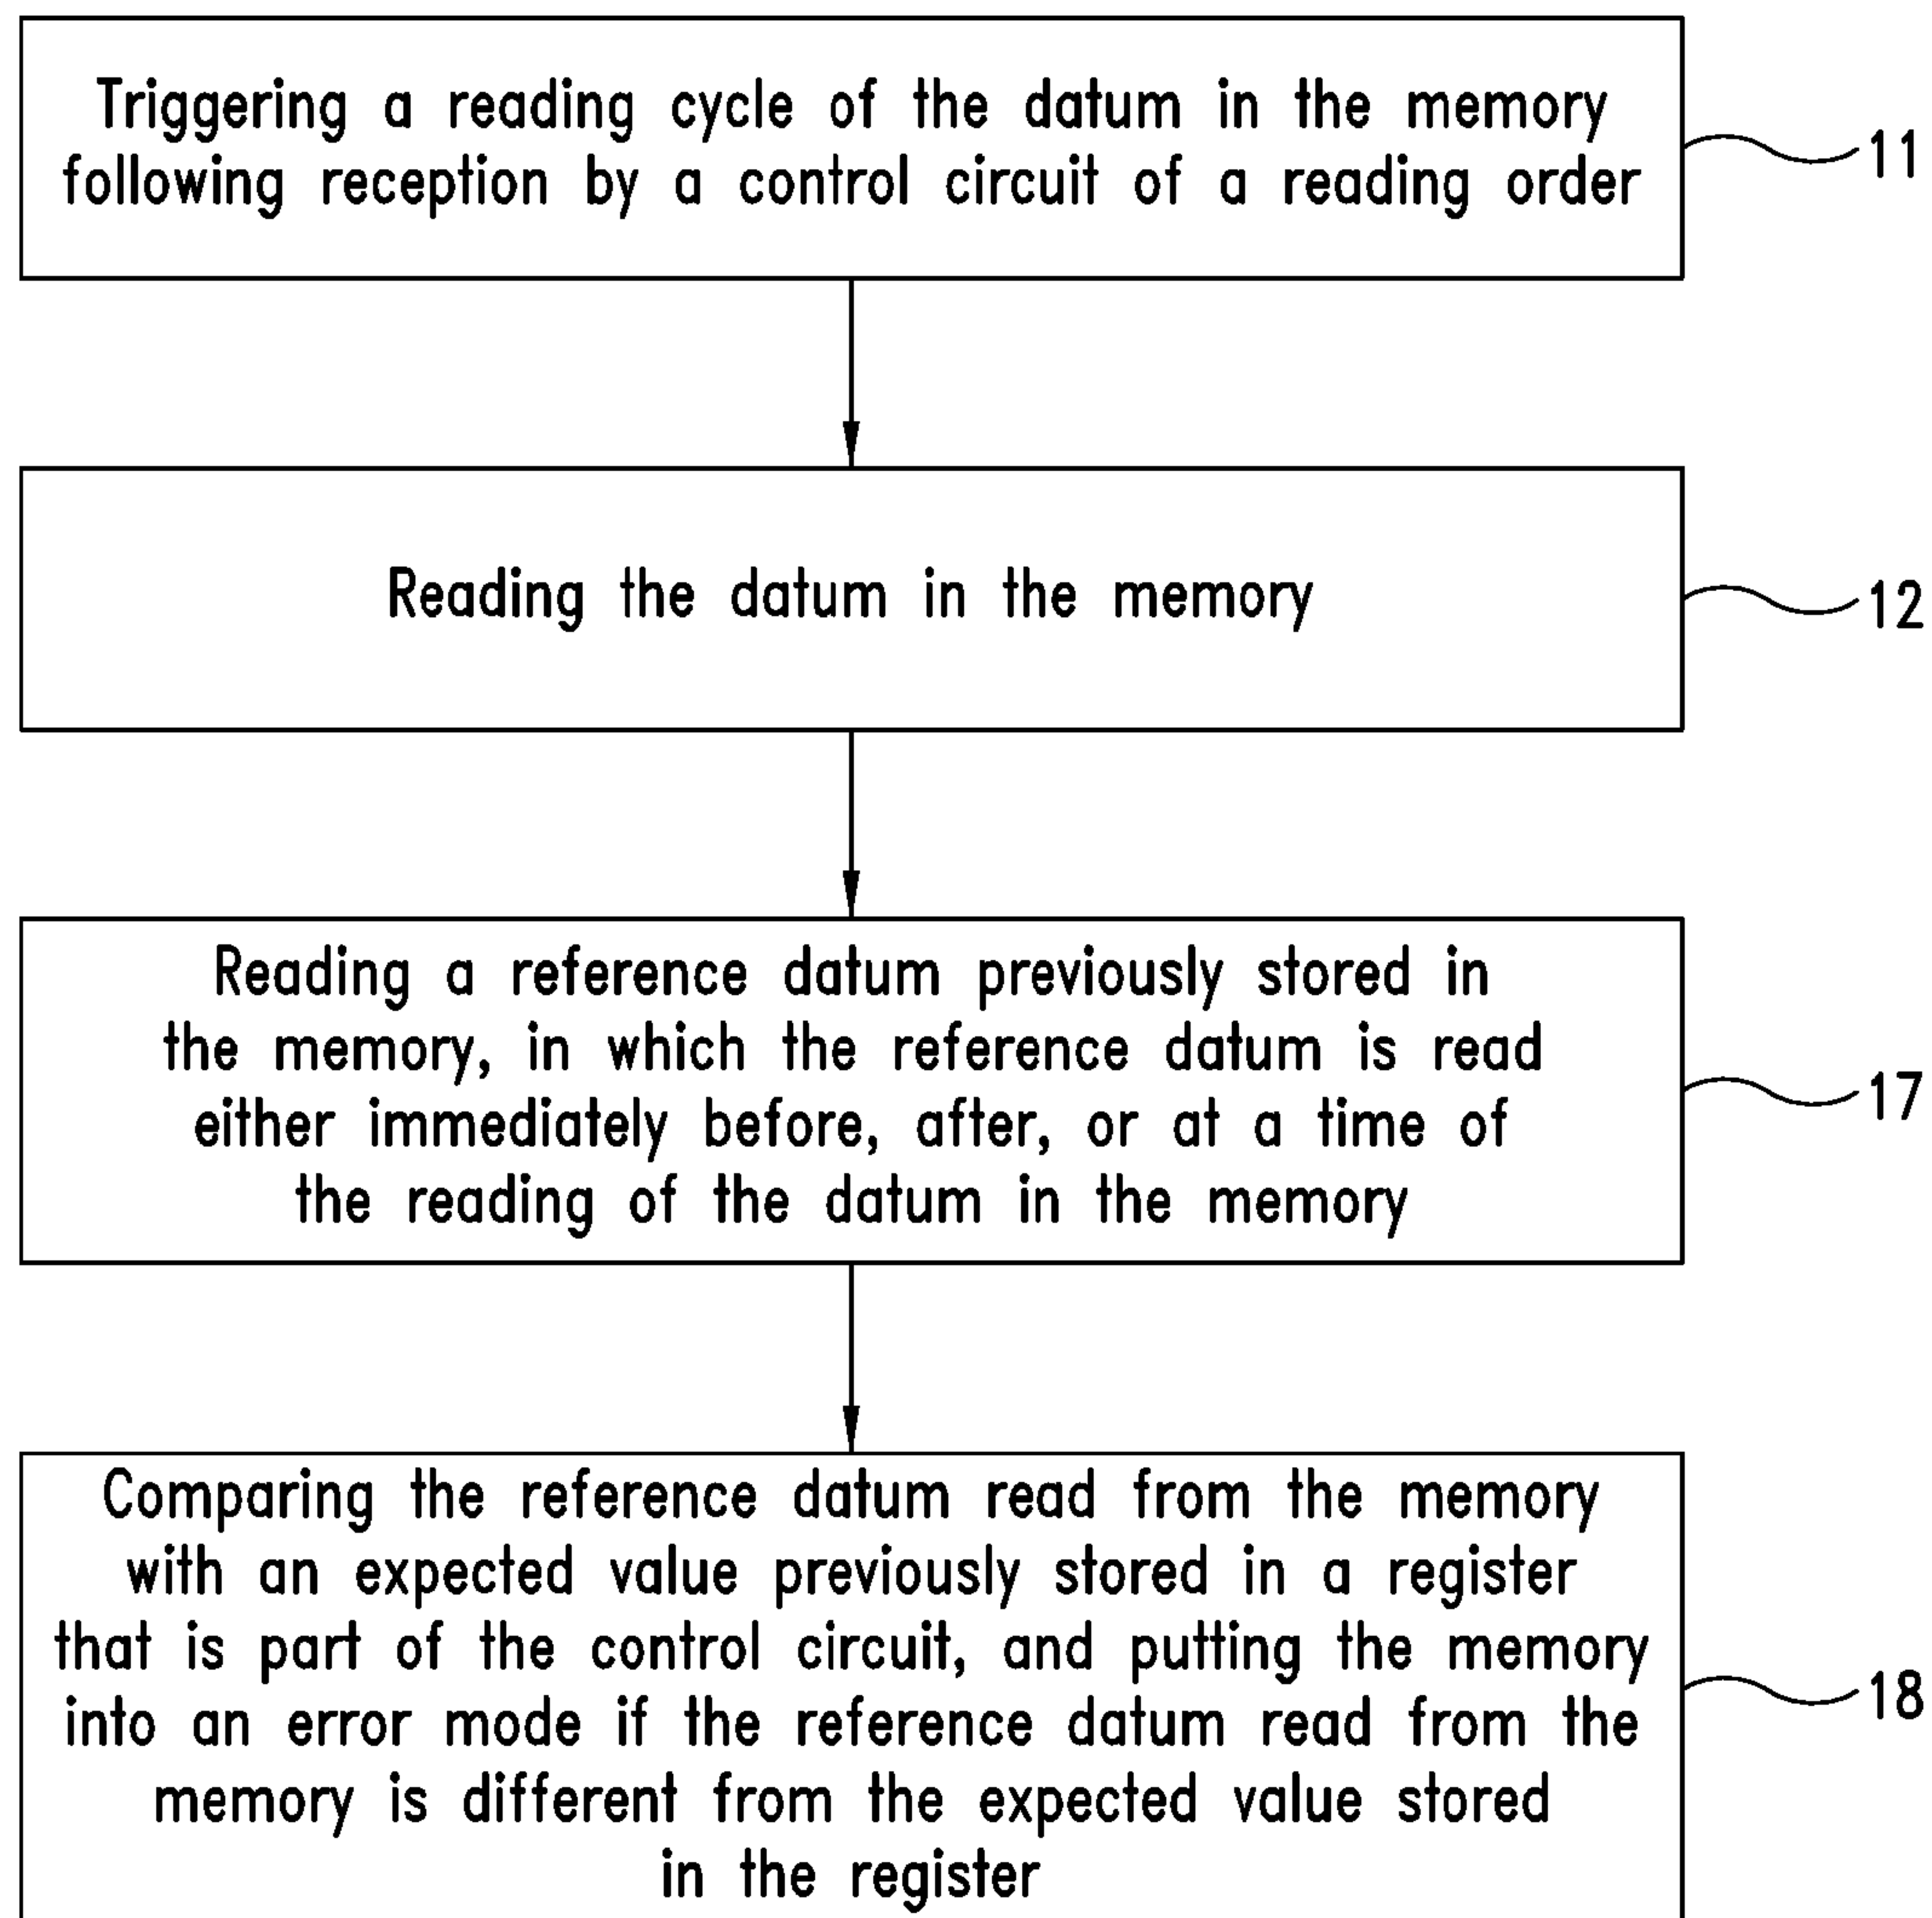 Triggering a reading cycle of the datum in the memory
following reception by a control circuit of a reading order
11
Reading the datum in the memory
12
Reading a reference datum previously stored in
the memory, in which the reference datum is read
either immediately before, after, or at a time of
the reading of the datum in the memory
17
Comparing the reference datum read from the memory
with an expected value previously stored in a register
that is part of the control circuit, and putting the memory
into an error mode if the reference datum read from the
memory is different from the expected value stored
in the register
18